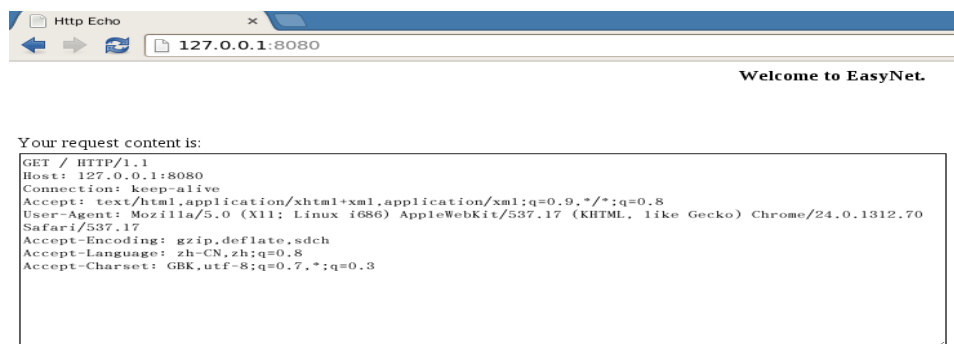 Http Echo ×
127.0.0.1:8080
Welcome to EasyNet.
Your request content is:
GET / HTTP/1.1
Host: 127.0.0.1:8080
Connection: keep-alive
Accept: text/html,application/xhtml+xml,application/xml;q=0.9,*/*;q=0.8
User-Agent: Mozilla/5.0 (X11; Linux i686) AppleWebKit/537.17 (KHTML, like Gecko) Chrome/24.0.1312.70
Safari/537.17
Accept-Encoding: gzip,deflate,sdch
Accept-Language: zh-CN,zh;q=0.8
Accept-Charset: GBK,utf-8;q=0.7,*;q=0.3